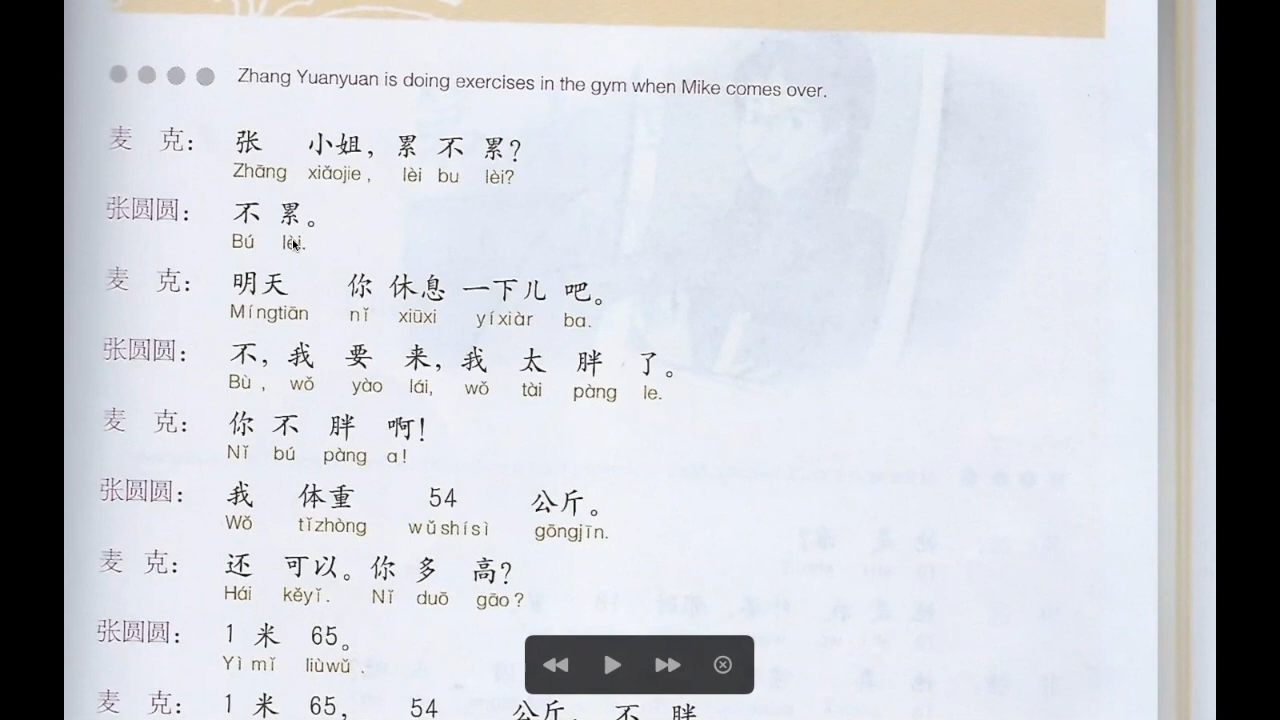 Zhang Yuanyuan is doing exercises in the gym when Mike comes over.
麦 克： 张 小姐，累 不 累？
Zhāng xiǎojie , lèi bu lèi?
张圆圆： 不 累。
Bú lèi.
麦 克： 明天 你 休息 一下儿 吧。
Míngtiān nǐ xiūxi yíxiàr ba.
张圆圆： 不，我 要 来，我 太 胖 了。
Bù , wǒ yào lái, wǒ tài pàng le.
麦 克： 你 不 胖 啊！
Nǐ bú pàng a!
张圆圆： 我 体重 54 公斤。
Wǒ tǐzhòng wǔshísì gōngjīn.
麦 克： 还 可以。你 多 高？
Hái kěyǐ. Nǐ duō gāo?
张圆圆： 1 米 65。
Yì mǐ liùwǔ .
麦 克： 1 米 65， 54 公斤，不 胖